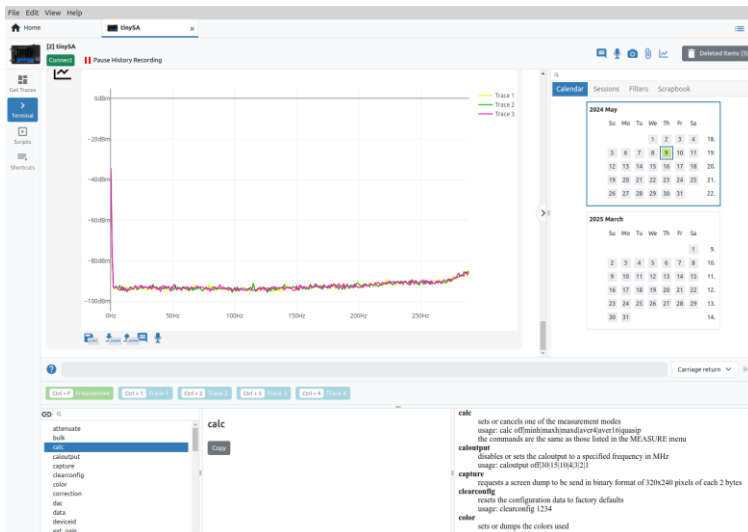 File Edit View Help
Home
tinySA
×
[2] tinySA
Connect
Pause History Recording
Deleted Items (3)
Get Traces
Terminal
Scripts
Shortcuts
0dBm
−20dBm
−40dBm
−60dBm
−80dBm
−100dBm
0Hz 50Hz 100Hz 150Hz 200Hz 250Hz
Trace 1
Trace 2
Trace 3
Calendar Sessions Filters Scrapbook
2024 May
Su Mo Tu We Th Fr Sa
1 2 3 4 18.
5 6 7 8 9 10 11 19.
12 13 14 15 16 17 18 20.
19 20 21 22 23 24 25 21.
26 27 28 29 30 31 22.
2025 March
Su Mo Tu We Th Fr Sa
1 9.
2 3 4 5 6 7 8 10.
9 10 11 12 13 14 15 11.
16 17 18 19 20 21 22 12.
23 24 25 26 27 28 29 13.
30 31 14.
Carriage return
Ctrl + F Frequencies
Ctrl + 1 Trace 1
Ctrl + 2 Trace 2
Ctrl + 3 Trace 3
Ctrl + 4 Trace 4
attenuate
bulk
calc
caloutput
capture
clearconfig
color
correction
dac
data
deviceid
ext_gain
calc
Copy
calc
sets or cancels one of the measurement modes
usage: calc off|minh|maxh|maxd|aver4|aver16|quasip
the commands are the same as those listed in the MEASURE menu
caloutput
disables or sets the caloutput to a specified frequency in MHz
usage: caloutput off|30|15|10|4|3|2|1
capture
requests a screen dump to be send in binary format of 320x240 pixels of each 2 bytes
clearconfig
resets the configuration data to factory defaults
usage: clearconfig 1234
color
sets or dumps the colors used